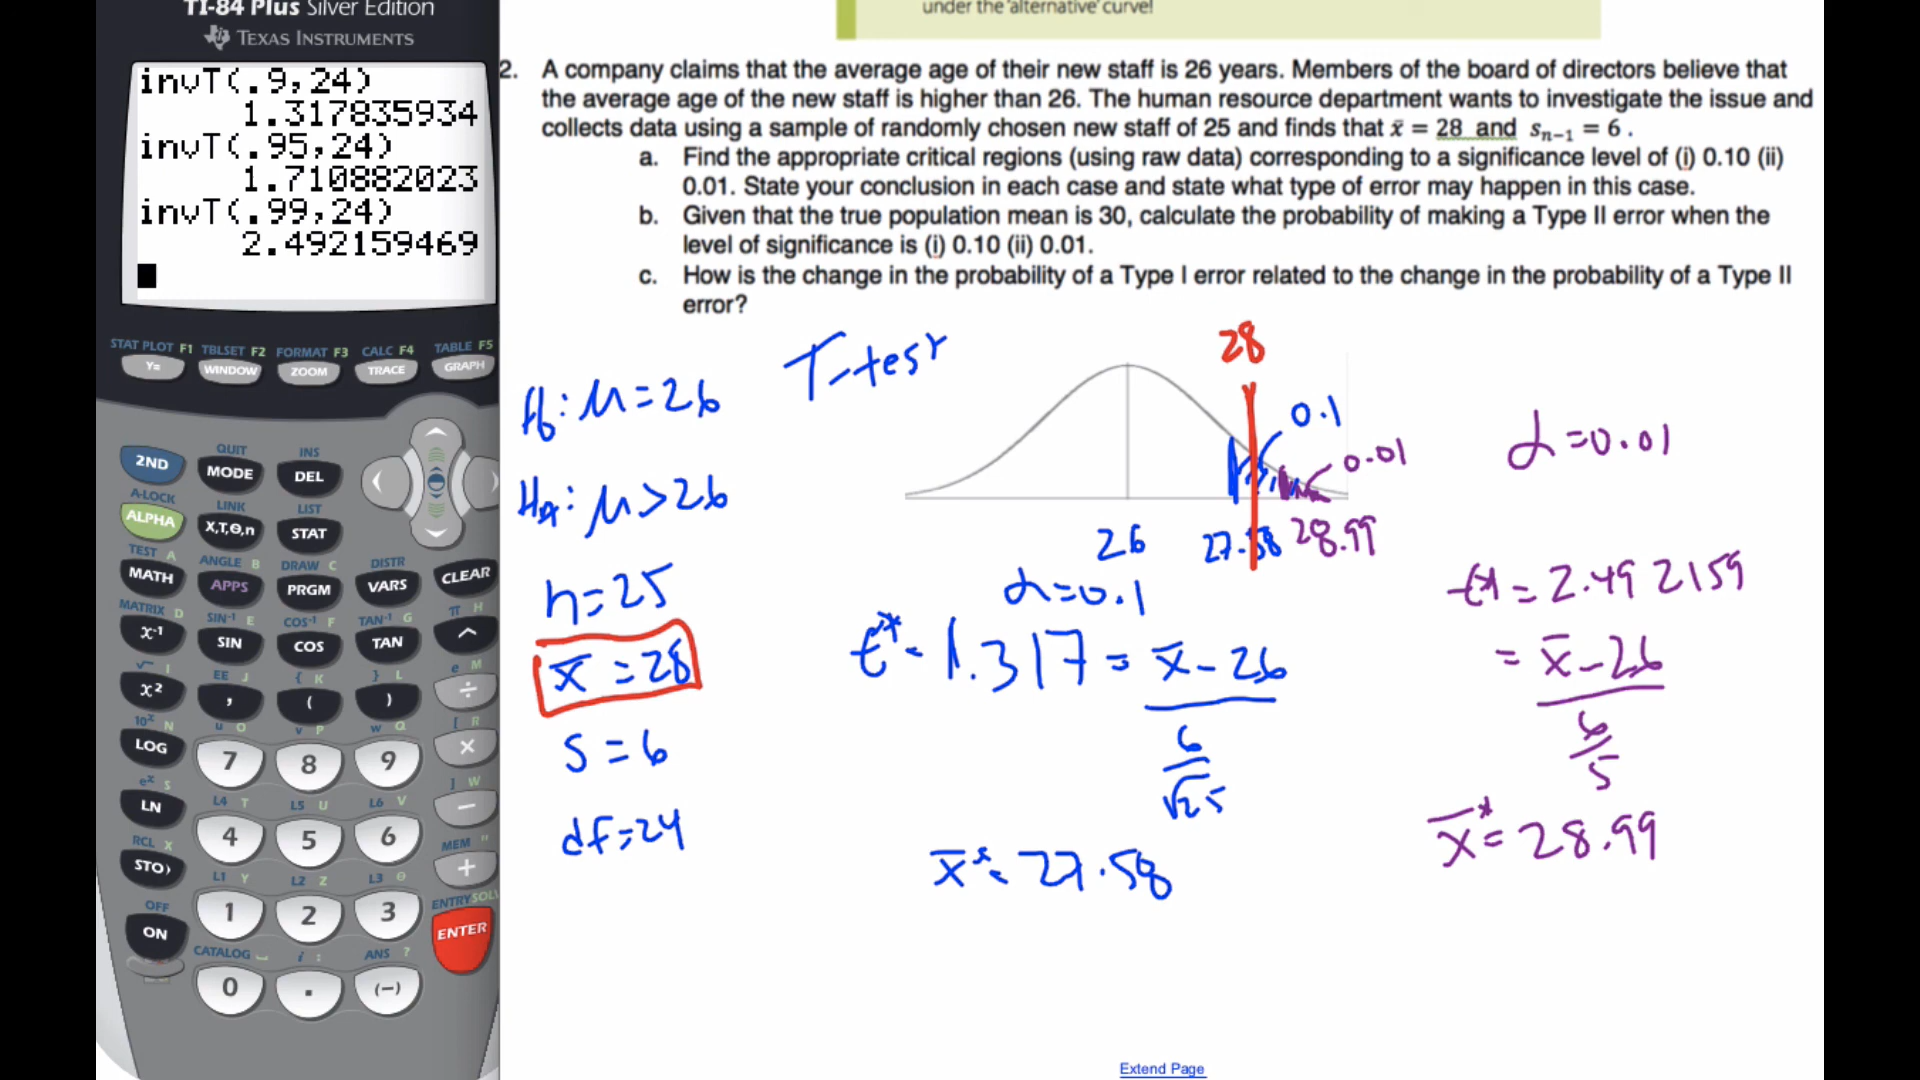 TI-84 Plus Silver Edition
TEXAS INSTRUMENTS
invT(.9,24)
1.317835934
invT(.95,24)
1.710882023
invT(.99,24)
2.492159469
STAT PLOT F1 TBLSET F2 FORMAT F3 CALC F4 TABLE F5
Y= WINDOW ZOOM TRACE GRAPH
QUIT INS
2ND MODE DEL
A-LOCK LINK LIST
ALPHA X,T,Θ,n STAT
TEST A ANGLE B DRAW C DISTR
MATH APPS PRGM VARS CLEAR
MATRIX D SIN⁻¹ E COS⁻¹ F TAN⁻¹ G π H
x⁻¹ SIN COS TAN ^
√ I EE J { K } L e M
x² , ( ) ÷
10ˣ N u O v P w Q [ R
LOG 7 8 9 ×
eˣ S L4 T L5 U L6 V ] W
LN 4 5 6 −
RCL X L1 Y L2 Z L3 θ MEM "
STO› 1 2 3 +
OFF CATALOG ⎵ i : ANS ? ENTRY SOLV
ON 0 . (−) ENTER
under the 'alternative' curve!
2. A company claims that the average age of their new staff is 26 years. Members of the board of directors believe that
the average age of the new staff is higher than 26. The human resource department wants to investigate the issue and
collects data using a sample of randomly chosen new staff of 25 and finds that x̄ = 28 and sₙ₋₁ = 6 .
a. Find the appropriate critical regions (using raw data) corresponding to a significance level of (i) 0.10 (ii)
0.01. State your conclusion in each case and state what type of error may happen in this case.
b. Given that the true population mean is 30, calculate the probability of making a Type II error when the
level of significance is (i) 0.10 (ii) 0.01.
c. How is the change in the probability of a Type I error related to the change in the probability of a Type II
error?
T-test
28
H₀: μ=26
0.1
0.01
α=0.01
Hₐ: μ>26
26 27.58 28.99
n=25
α=0.1
t* = 2.492159
x̄ = 28
t* = 1.317 = x̄-26
6
√25
= x̄-26
6
5
s = 6
df=24
x̄* = 27.58
x̄* = 28.99
Extend Page